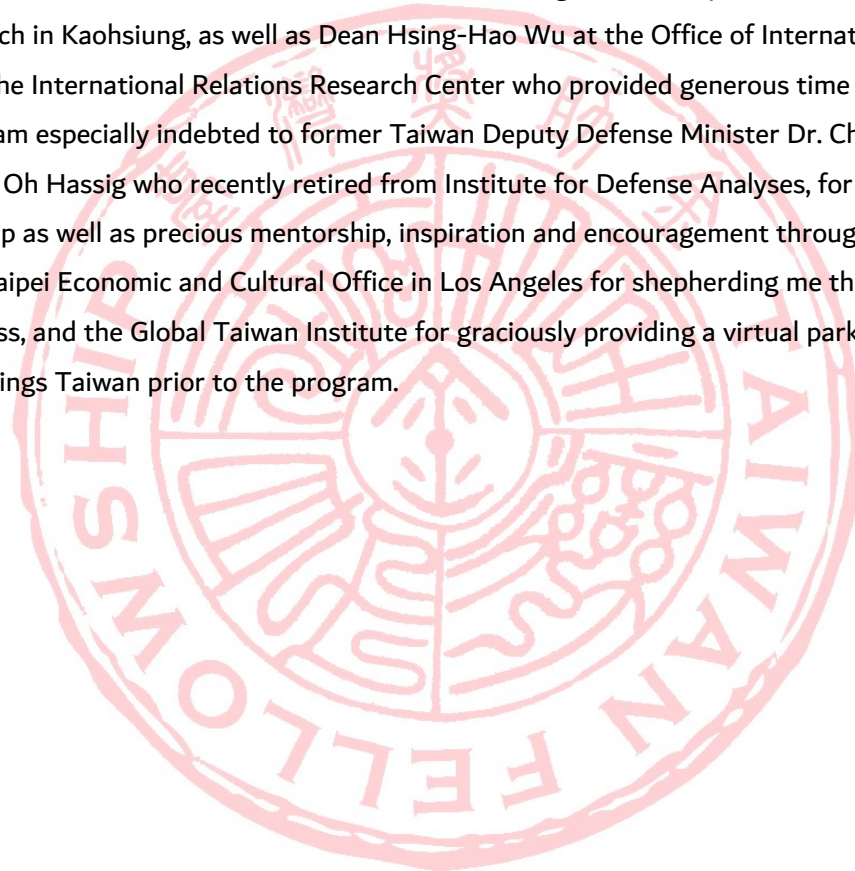 ch in Kaohsiung, as well as Dean Hsing-Hao Wu at the Office of Internat
he International Relations Research Center who provided generous time
am especially indebted to former Taiwan Deputy Defense Minister Dr. Ch
Oh Hassig who recently retired from Institute for Defense Analyses, for
p as well as precious mentorship, inspiration and encouragement throug
aipei Economic and Cultural Office in Los Angeles for shepherding me th
ss, and the Global Taiwan Institute for graciously providing a virtual park
ings Taiwan prior to the program.
TAIWAN FELLOWSHIP